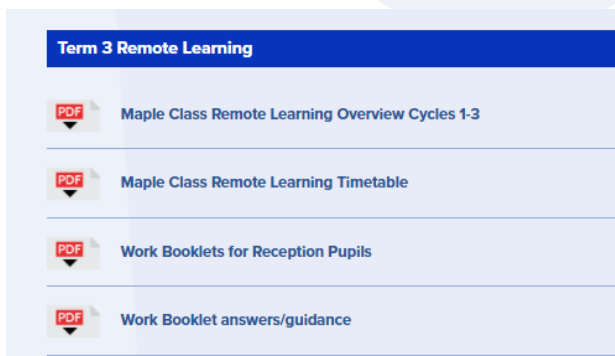 Term 3 Remote Learning
PDF
Maple Class Remote Learning Overview Cycles 1-3
PDF
Maple Class Remote Learning Timetable
PDF
Work Booklets for Reception Pupils
PDF
Work Booklet answers/guidance